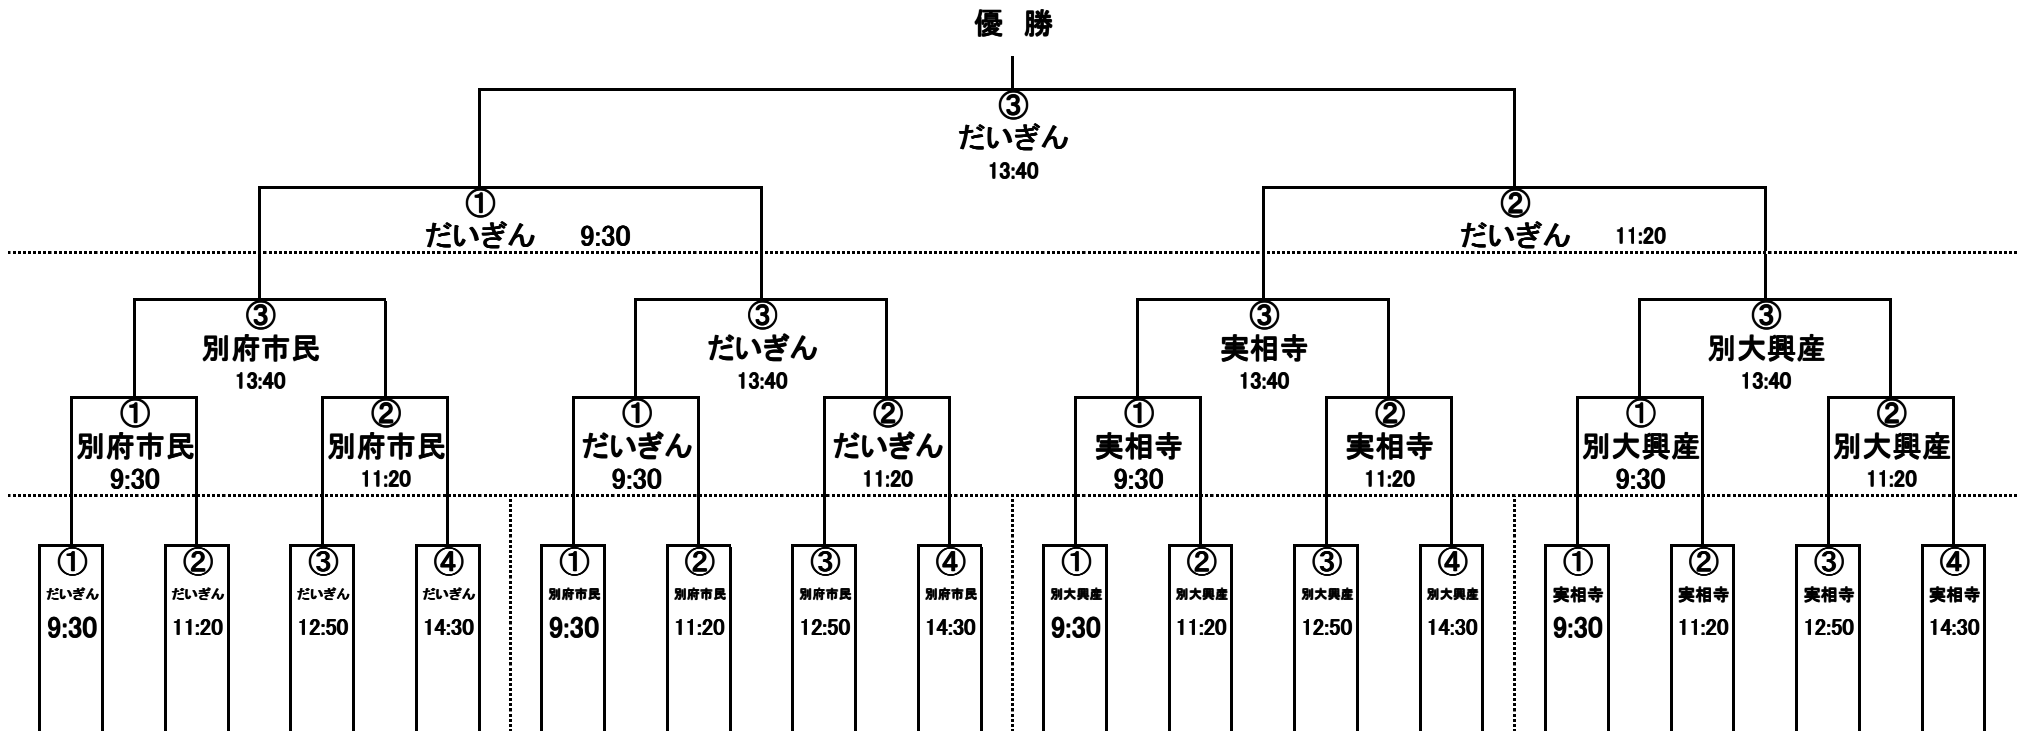 優 勝
③
だいぎん
13:40
① ②
だいぎん 9:30 だいぎん 11:20
③ ③ ③ ③
別府市民 だいぎん 実相寺 別大興産
13:40 13:40 13:40 13:40
① ② ① ② ① ② ① ②
別府市民 別府市民 だいぎん だいぎん 実相寺 実相寺 別大興産 別大興産
9:30 11:20 9:30 11:20 9:30 11:20 9:30 11:20
① ② ③ ④ ① ② ③ ④ ① ② ③ ④ ① ② ③ ④
だいぎん だいぎん だいぎん だいぎん 別府市民 別府市民 別府市民 別府市民 別大興産 別大興産 別大興産 別大興産 実相寺 実相寺 実相寺 実相寺
9:30 11:20 12:50 14:30 9:30 11:20 12:50 14:30 9:30 11:20 12:50 14:30 9:30 11:20 12:50 14:30